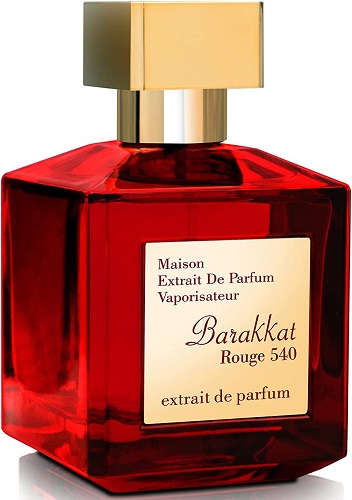 Maison
Extrait De Parfum
Vaporisateur
Barakkat
Rouge 540
extrait de parfum